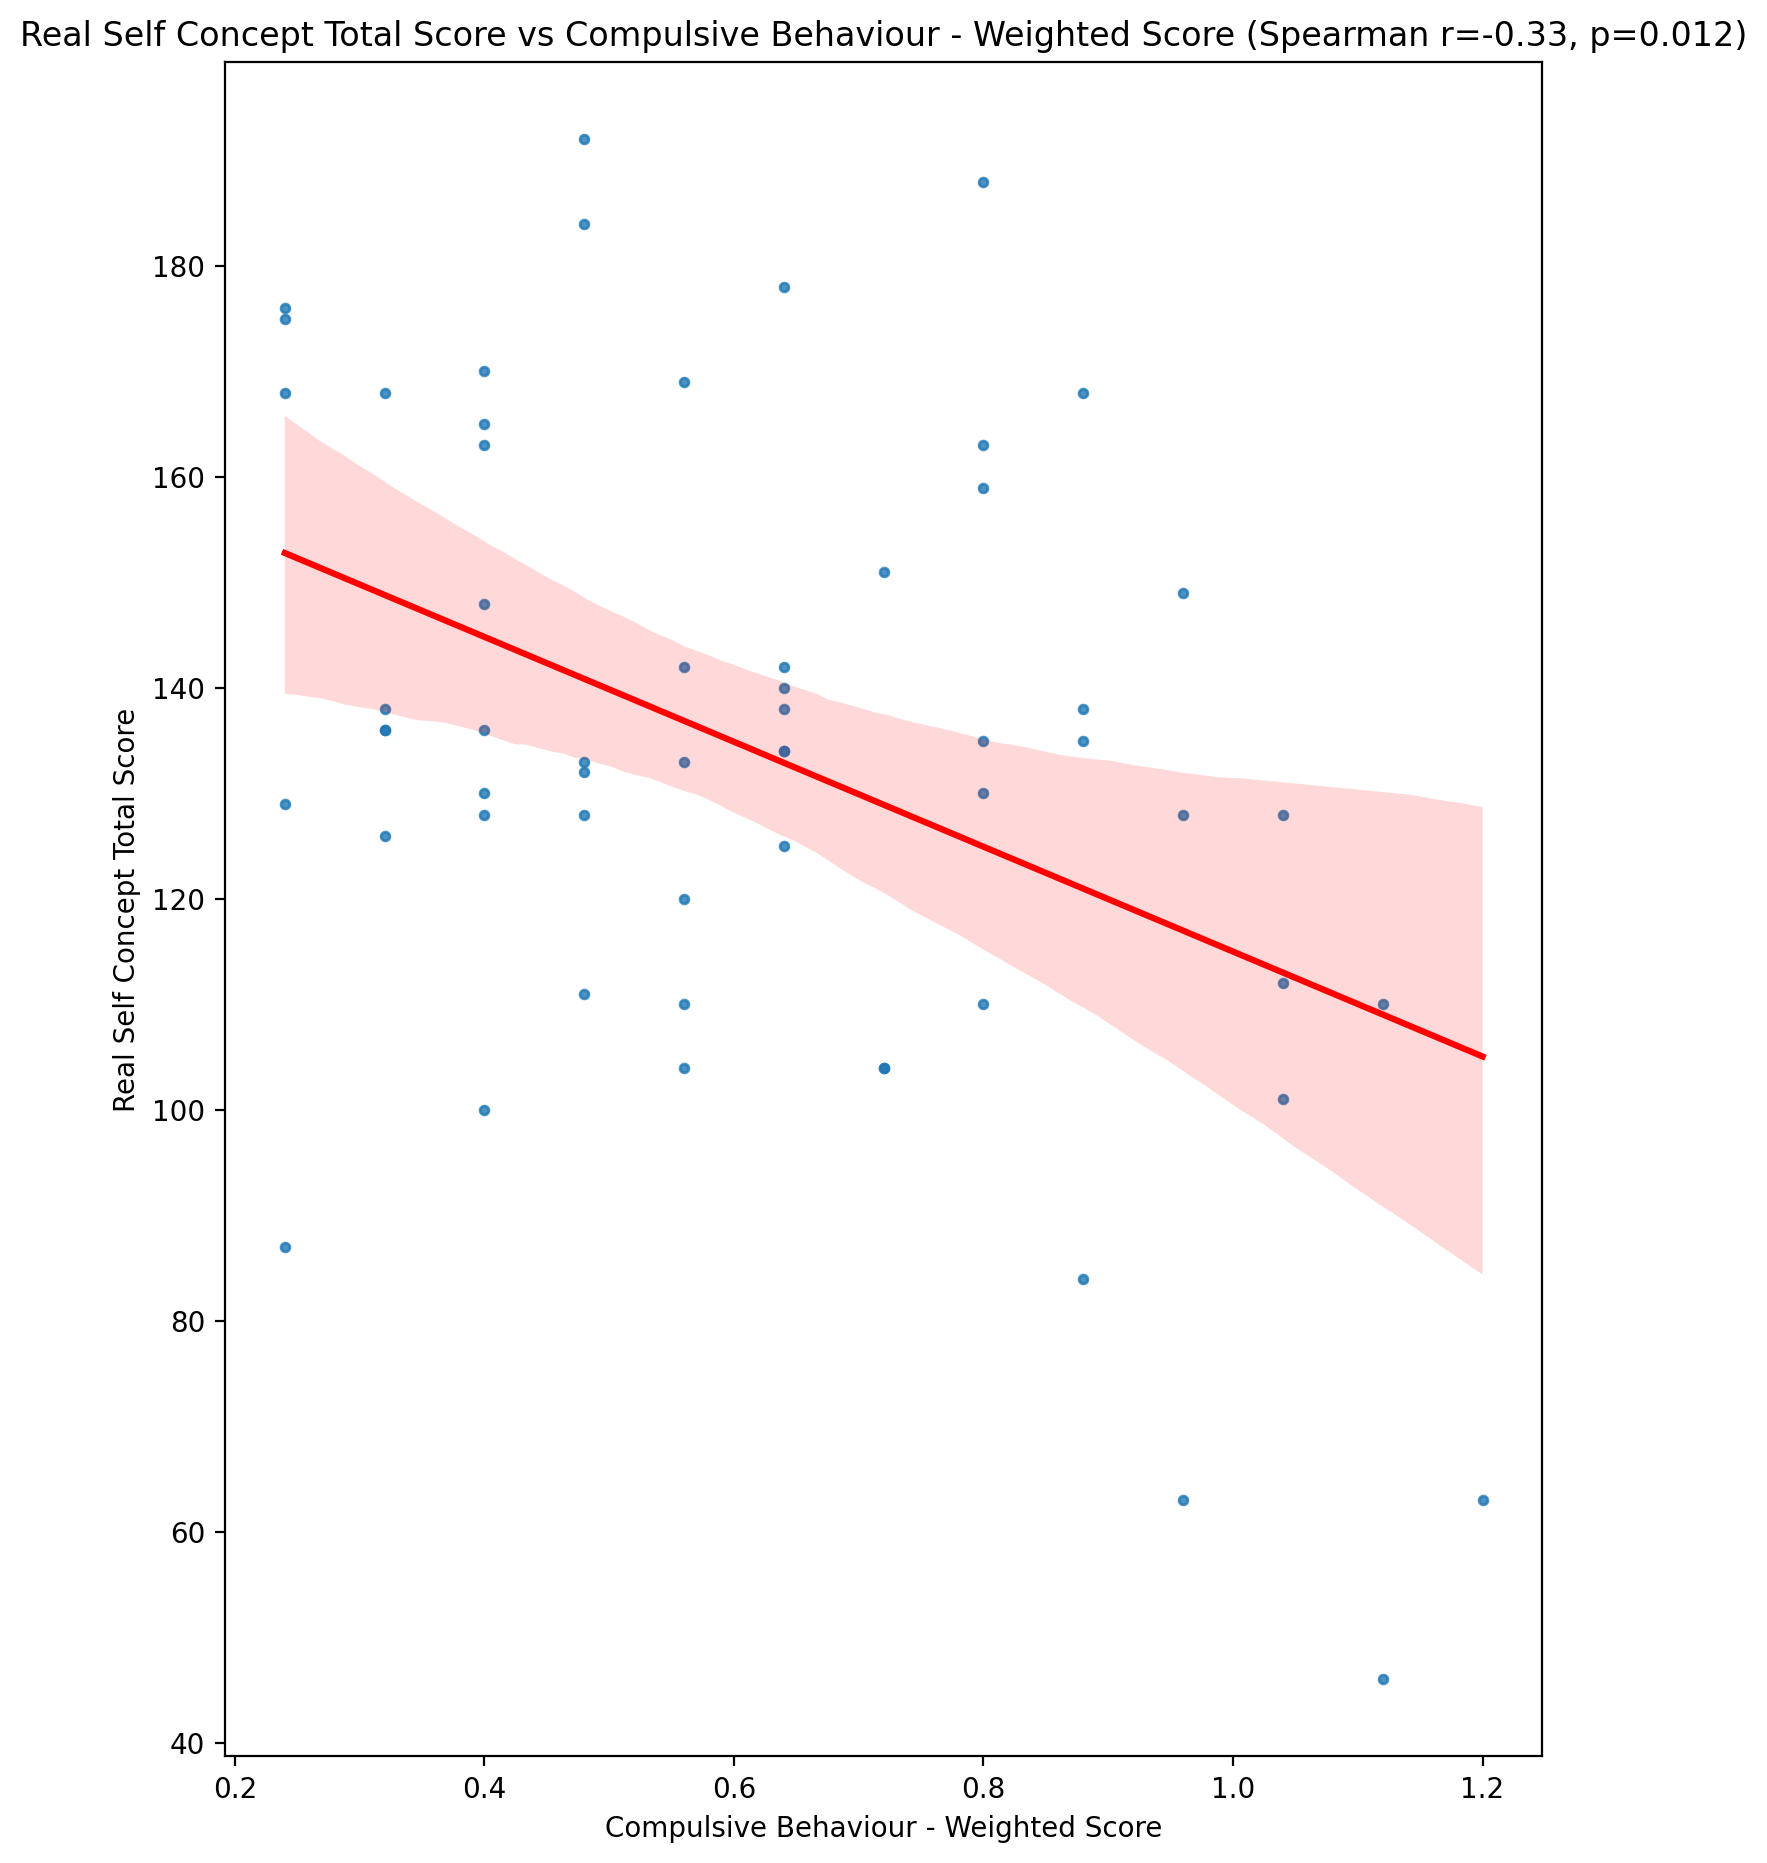 Real Self Concept Total Score vs Compulsive Behaviour - Weighted Score (Spearman r=-0.33, p=0.012)
Real Self Concept Total Score
180
160
140
120
100
80
60
40
0.2 0.4 0.6 0.8 1.0 1.2
Compulsive Behaviour - Weighted Score